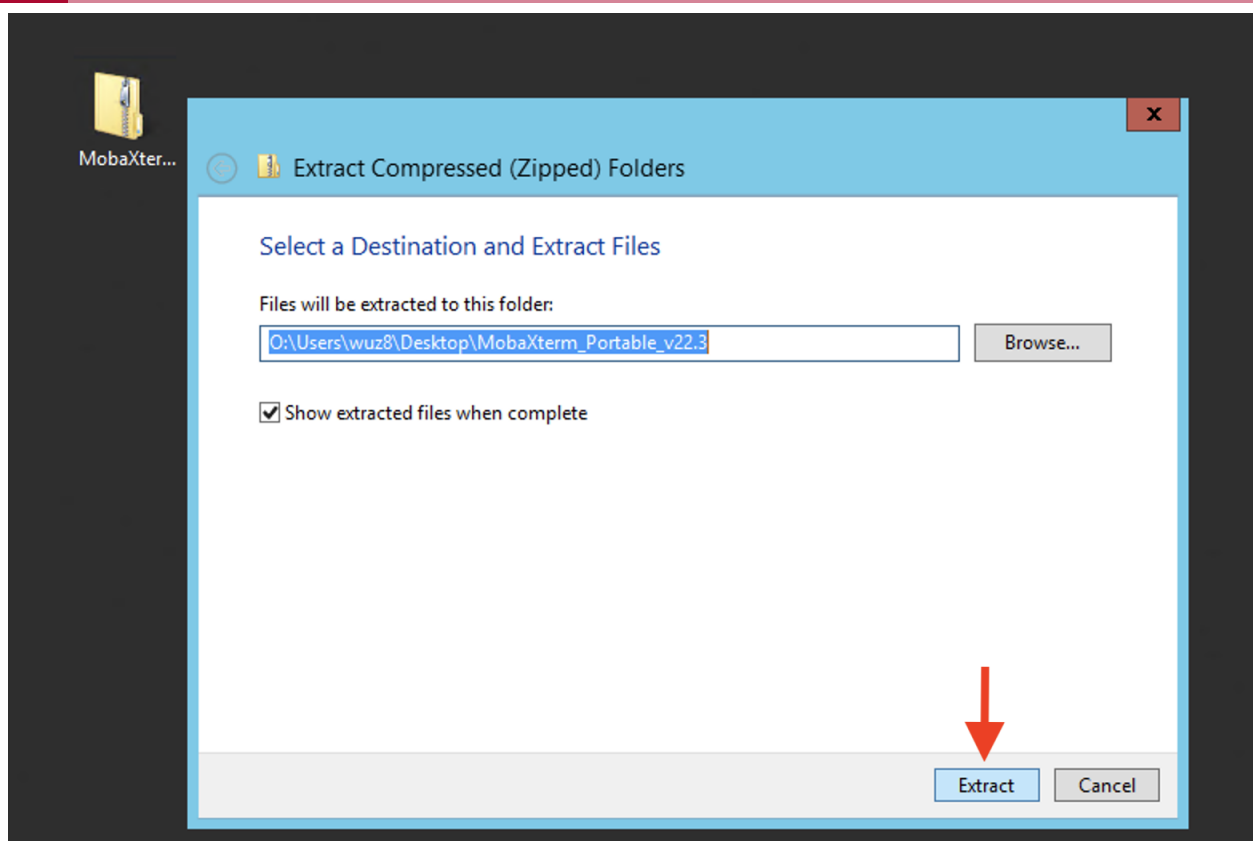 MobaXter...
x
Extract Compressed (Zipped) Folders
Select a Destination and Extract Files
Files will be extracted to this folder:
O:\Users\wuz8\Desktop\MobaXterm_Portable_v22.3
Browse...
Show extracted files when complete
Extract
Cancel